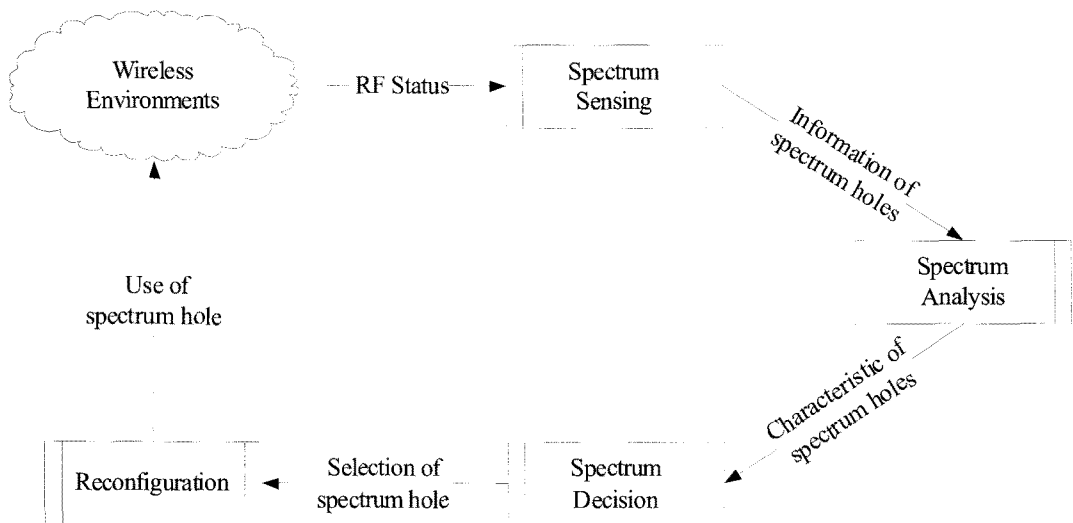 Wireless
Environments
RF Status
Spectrum
Sensing
Information of
spectrum holes
Spectrum
Analysis
Characteristic of
spectrum holes
Spectrum
Decision
Selection of
spectrum hole
Reconfiguration
Use of
spectrum hole